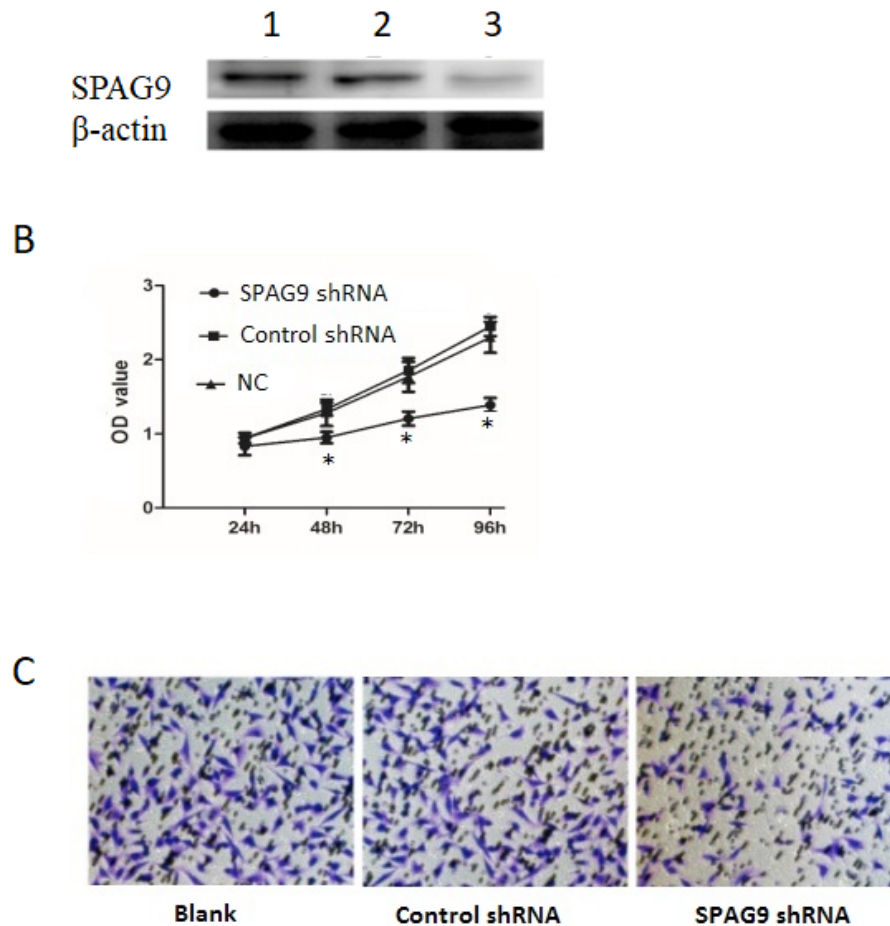 1 2 3
SPAG9
β-actin
B
3
SPAG9 shRNA
Control shRNA
2
NC
OD value
1
*
*
*
0
24h 48h 72h 96h
C
Blank Control shRNA SPAG9 shRNA